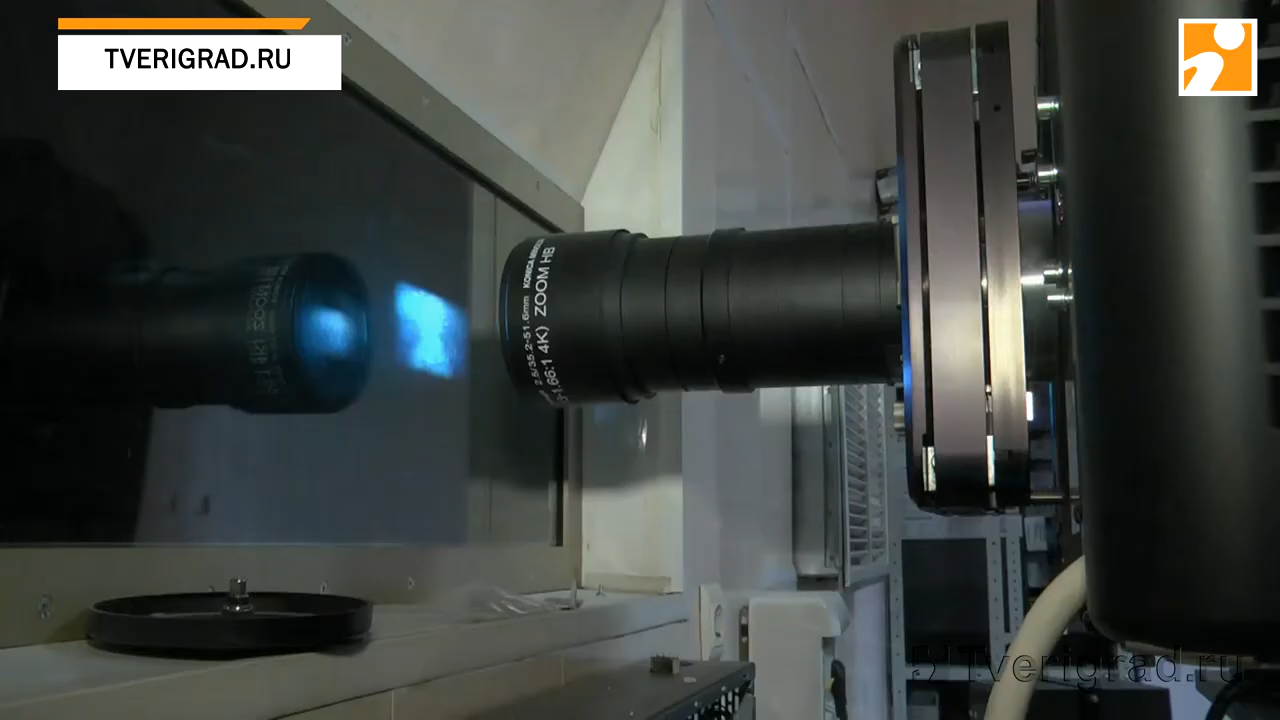 TVERIGRAD.RU
2.5/35.2-51.6mm KONICA MINOLTA
1.66:1 4K) ZOOM HB
Tverigrad.ru